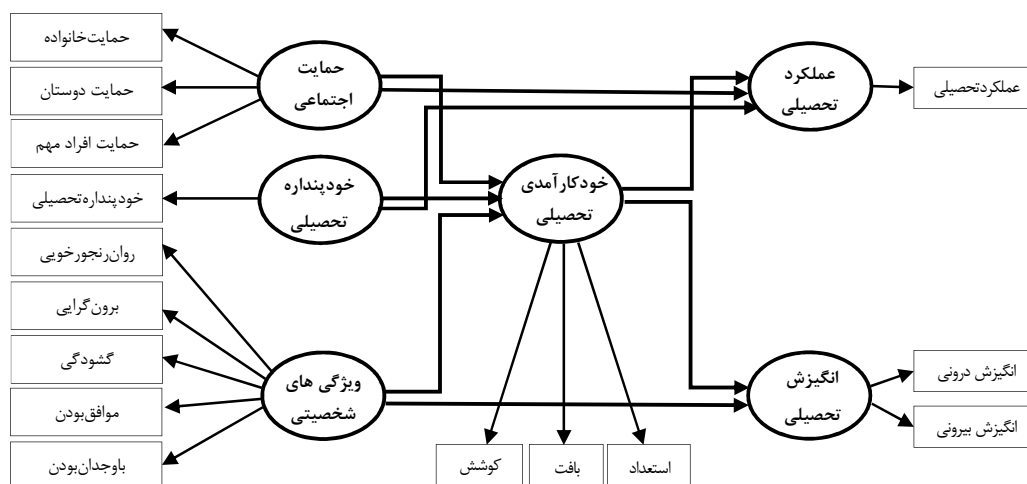 حمایت‌خانواده
حمایت دوستان
حمایت افراد مهم
خودپنداره‌تحصیلی
روان‌رنجورخویی
برون‌گرایی
گشودگی
موافق‌بودن
باوجدان‌بودن
حمایت
اجتماعی
خودپنداره
تحصیلی
ویژگی های
شخصیتی
خودکارآمدی
تحصیلی
کوشش
بافت
استعداد
عملکرد
تحصیلی
انگیزش
تحصیلی
عملکردتحصیلی
انگیزش درونی
انگیزش بیرونی